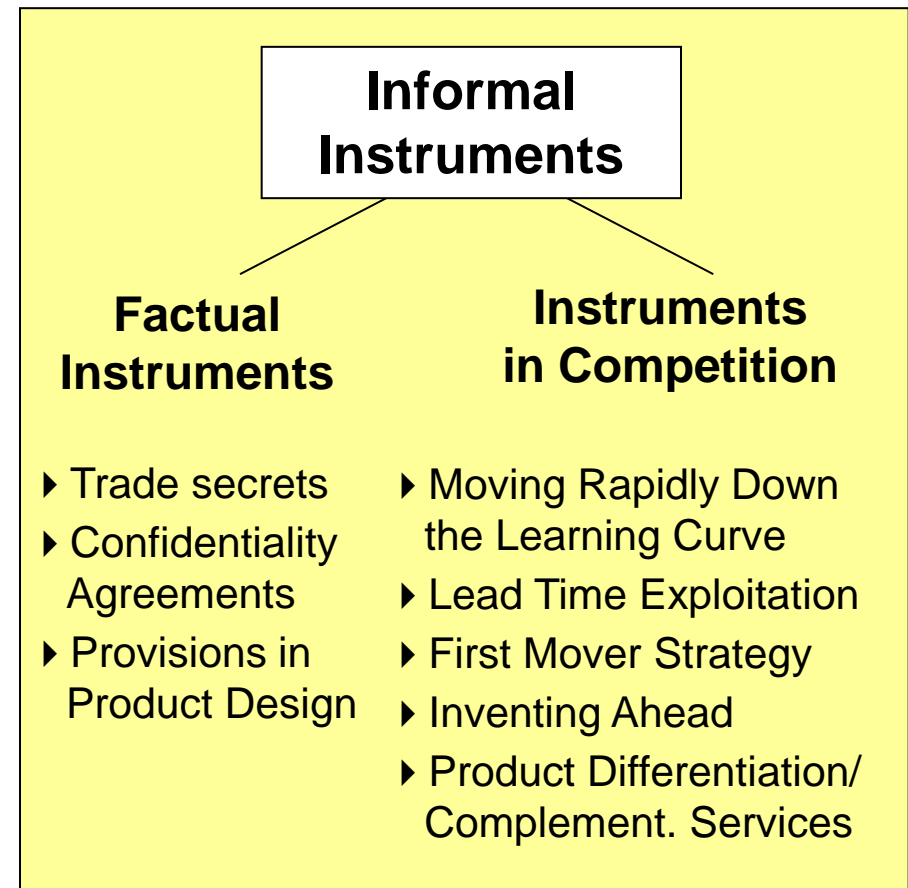 Informal
Instruments
Factual
Instruments
▸ Trade secrets
▸ Confidentiality
Agreements
▸ Provisions in
Product Design
Instruments
in Competition
▸ Moving Rapidly Down
the Learning Curve
▸ Lead Time Exploitation
▸ First Mover Strategy
▸ Inventing Ahead
▸ Product Differentiation/
Complement. Services